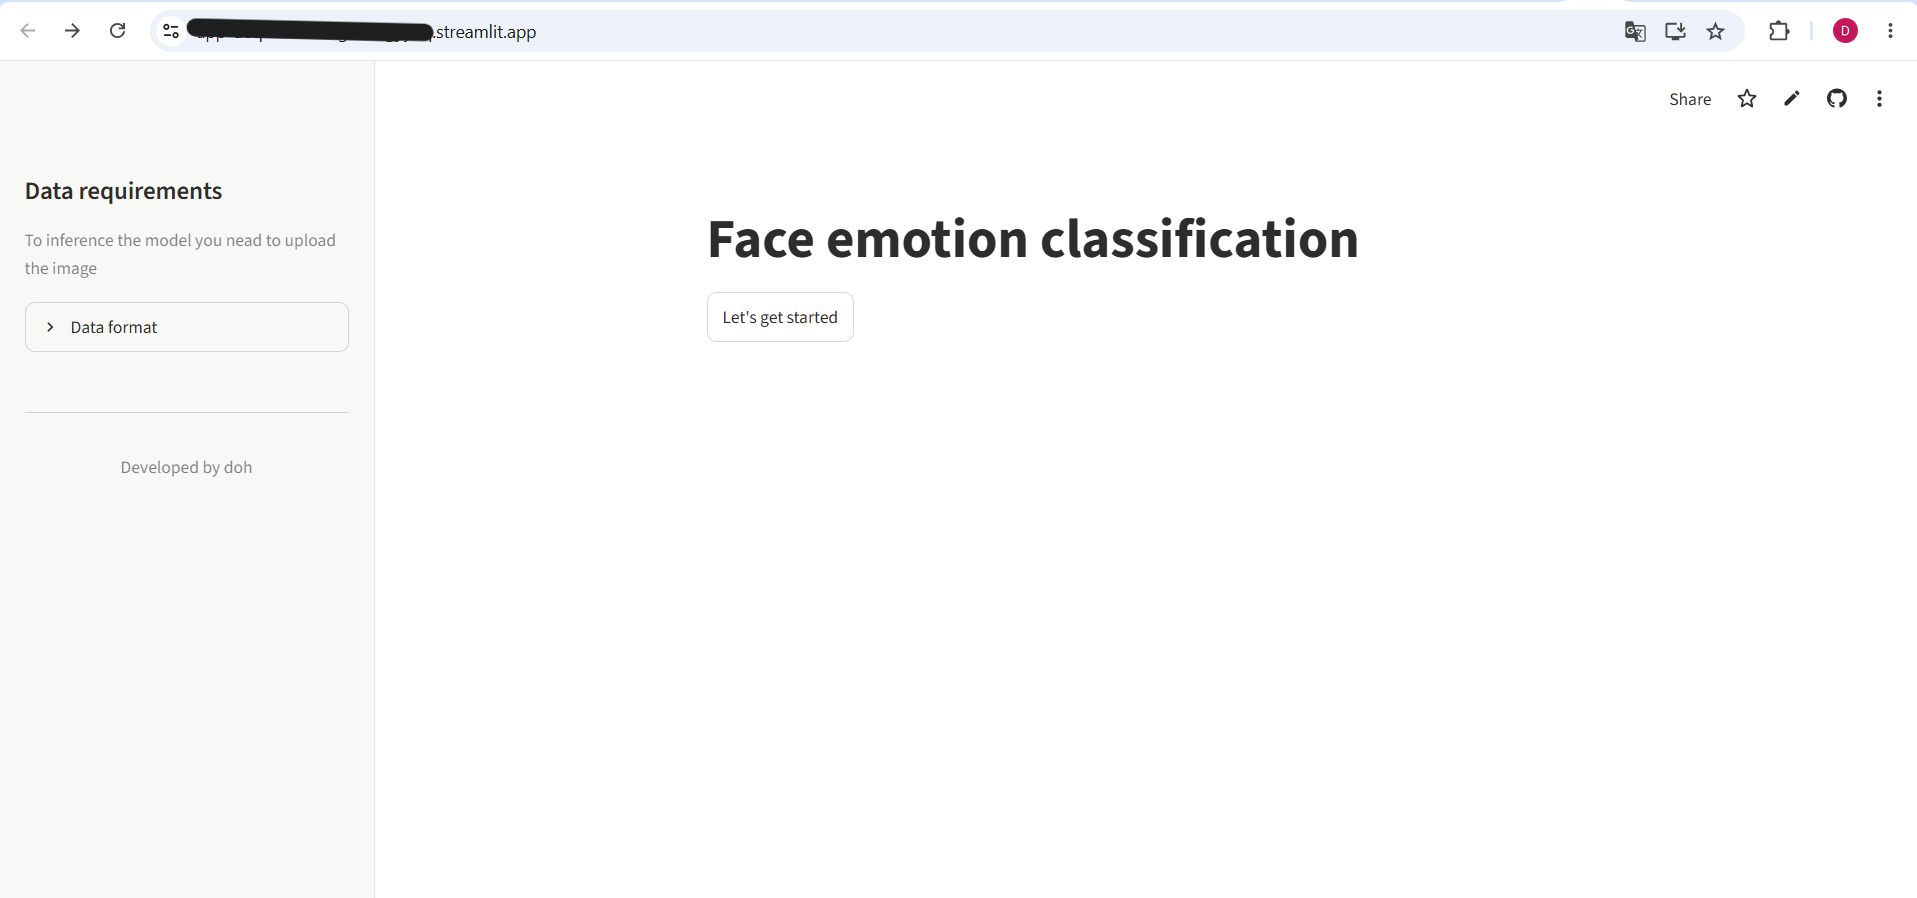 .streamlit.app
D
Share
Data requirements
To inference the model you nead to upload
the image
Data format
Developed by doh
Face emotion classification
Let's get started